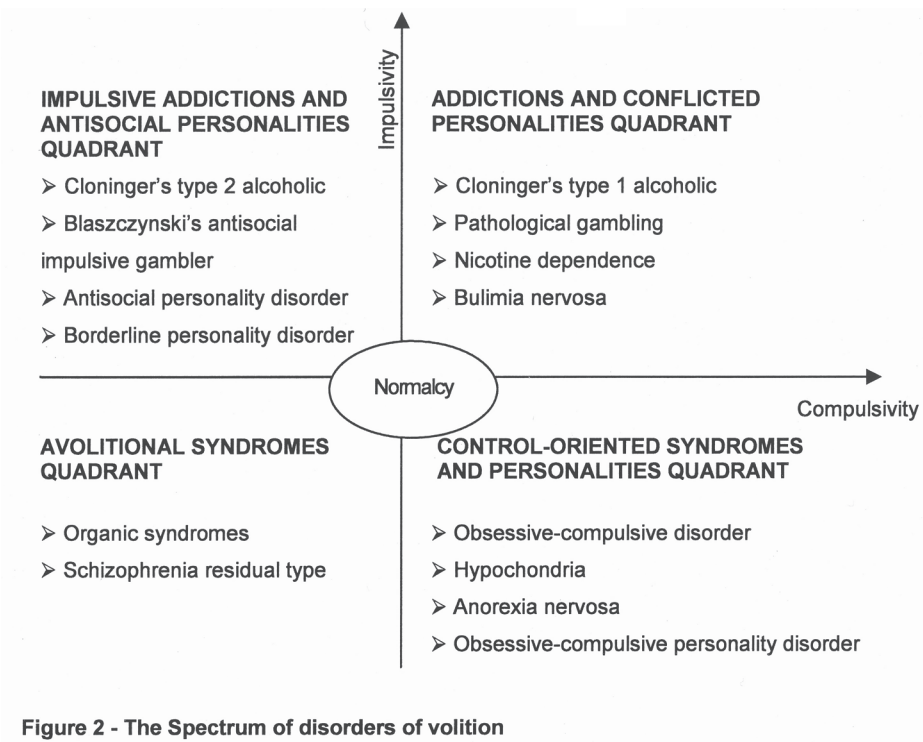 Impulsivity
IMPULSIVE ADDICTIONS AND
ANTISOCIAL PERSONALITIES
QUADRANT
➢ Cloninger's type 2 alcoholic
➢ Blaszczynski's antisocial
impulsive gambler
➢ Antisocial personality disorder
➢ Borderline personality disorder
ADDICTIONS AND CONFLICTED
PERSONALITIES QUADRANT
➢ Cloninger's type 1 alcoholic
➢ Pathological gambling
➢ Nicotine dependence
➢ Bulimia nervosa
Normalcy
Compulsivity
AVOLITIONAL SYNDROMES
QUADRANT
➢ Organic syndromes
➢ Schizophrenia residual type
CONTROL-ORIENTED SYNDROMES
AND PERSONALITIES QUADRANT
➢ Obsessive-compulsive disorder
➢ Hypochondria
➢ Anorexia nervosa
➢ Obsessive-compulsive personality disorder
Figure 2 - The Spectrum of disorders of volition